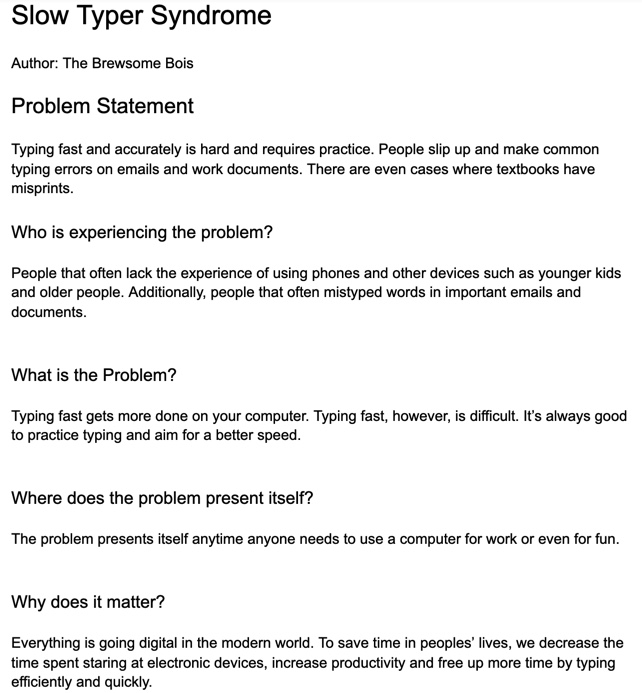 Slow Typer Syndrome
Author: The Brewsome Bois
Problem Statement
Typing fast and accurately is hard and requires practice. People slip up and make common
typing errors on emails and work documents. There are even cases where textbooks have
misprints.
Who is experiencing the problem?
People that often lack the experience of using phones and other devices such as younger kids
and older people. Additionally, people that often mistyped words in important emails and
documents.
What is the Problem?
Typing fast gets more done on your computer. Typing fast, however, is difficult. It's always good
to practice typing and aim for a better speed.
Where does the problem present itself?
The problem presents itself anytime anyone needs to use a computer for work or even for fun.
Why does it matter?
Everything is going digital in the modern world. To save time in peoples' lives, we decrease the
time spent staring at electronic devices, increase productivity and free up more time by typing
efficiently and quickly.